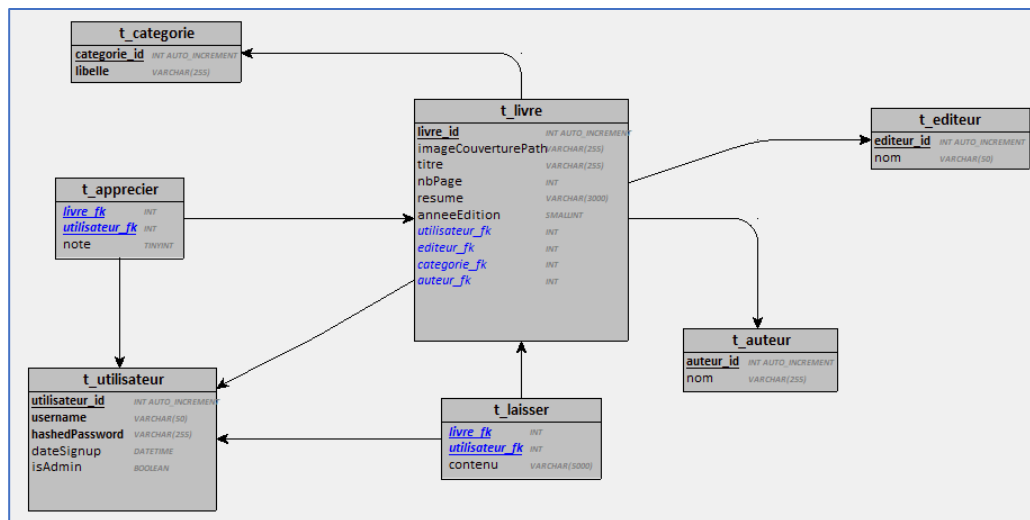 t_categorie
categorie_id INT AUTO_INCREMENT
libelle VARCHAR(255)
t_livre
livre_id INT AUTO_INCREMENT
imageCouverturePath VARCHAR(255)
titre VARCHAR(255)
nbPage INT
resume VARCHAR(3000)
anneeEdition SMALLINT
utilisateur_fk INT
editeur_fk INT
categorie_fk INT
auteur_fk INT
t_editeur
editeur_id INT AUTO_INCREMENT
nom VARCHAR(50)
t_apprecier
livre_fk INT
utilisateur_fk INT
note TINYINT
t_auteur
auteur_id INT AUTO_INCREMENT
nom VARCHAR(255)
t_utilisateur
utilisateur_id INT AUTO_INCREMENT
username VARCHAR(50)
hashedPassword VARCHAR(255)
dateSignup DATETIME
isAdmin BOOLEAN
t_laisser
livre_fk INT
utilisateur_fk INT
contenu VARCHAR(5000)